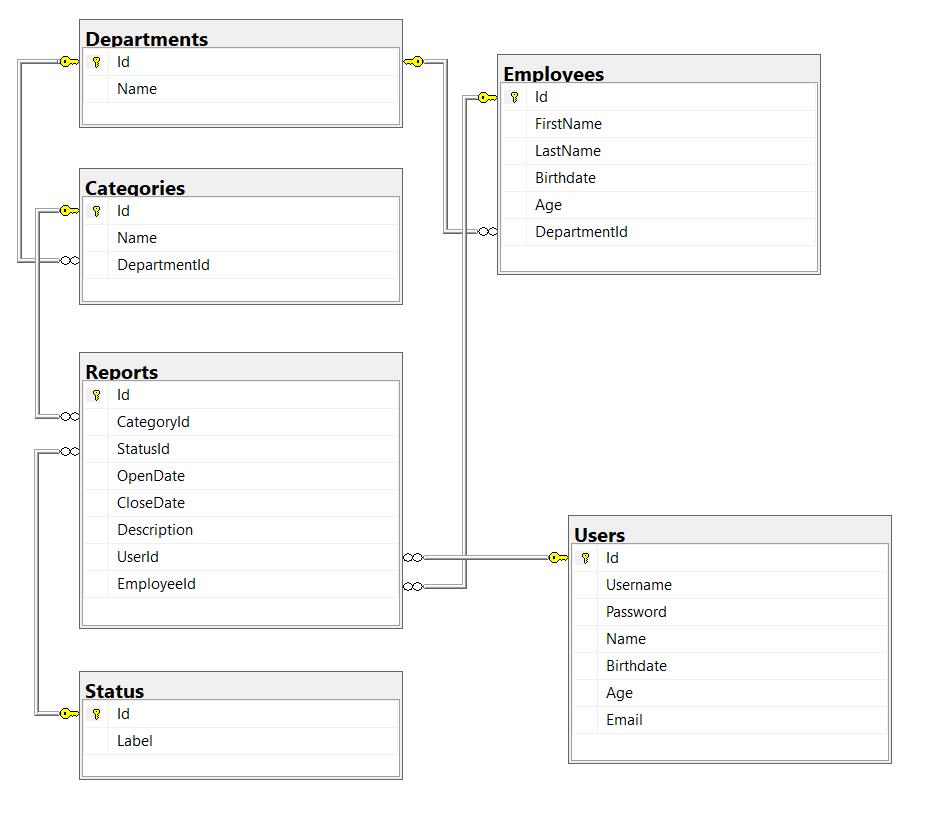 Departments
Id
Name
Employees
Id
FirstName
LastName
Birthdate
Age
DepartmentId
Categories
Id
Name
DepartmentId
Reports
Id
CategoryId
StatusId
OpenDate
CloseDate
Description
UserId
EmployeeId
Users
Id
Username
Password
Name
Birthdate
Age
Email
Status
Id
Label